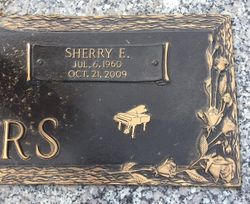 SHERRY E.
JUL. 6, 1960
OCT. 21, 2009
RS